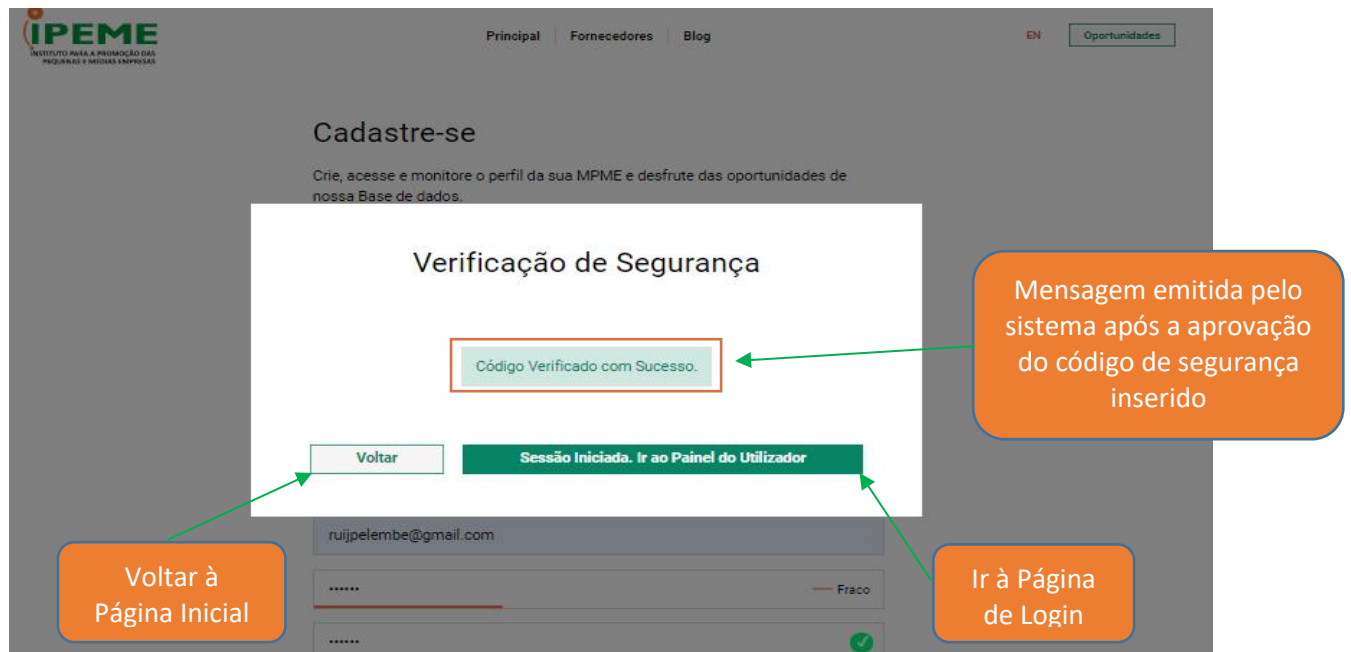 IPEME
INSTITUTO PARA A PROMOÇÃO DAS
PEQUENAS E MÉDIAS EMPRESAS
Principal Fornecedores Blog
EN Oportunidades
Cadastre-se
Crie, acesse e monitore o perfil da sua MPME e desfrute das oportunidades de
nossa Base de dados.
Verificação de Segurança
Código Verificado com Sucesso.
Mensagem emitida pelo
sistema após a aprovação
do código de segurança
inserido
Voltar Sessão Iniciada. Ir ao Painel do Utilizador
ruijpelembe@gmail.com
•••••• Fraco
••••••
Voltar à
Página Inicial
Ir à Página
de Login